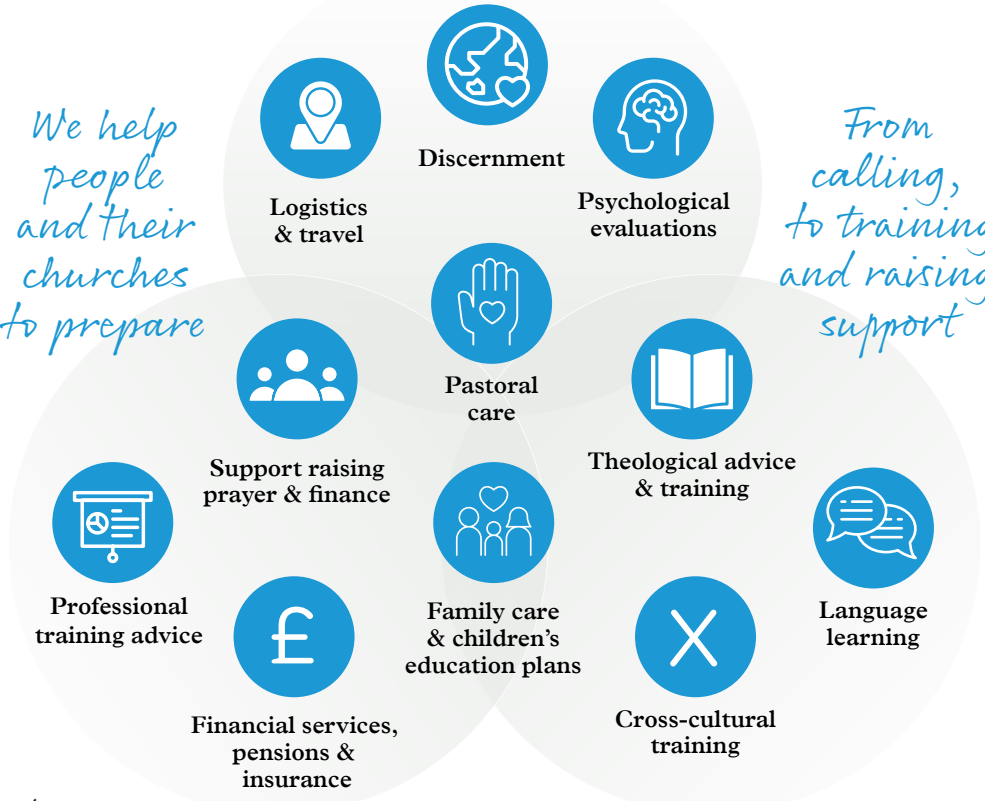 We help
people
and their
churches
to prepare
From
calling,
to training
and raising
support
Discernment
Logistics
& travel
Psychological
evaluations
Pastoral
care
Support raising
prayer & finance
Theological advice
& training
Professional
training advice
£
Financial services,
pensions &
insurance
Family care
& children's
education plans
X
Cross-cultural
training
Language
learning